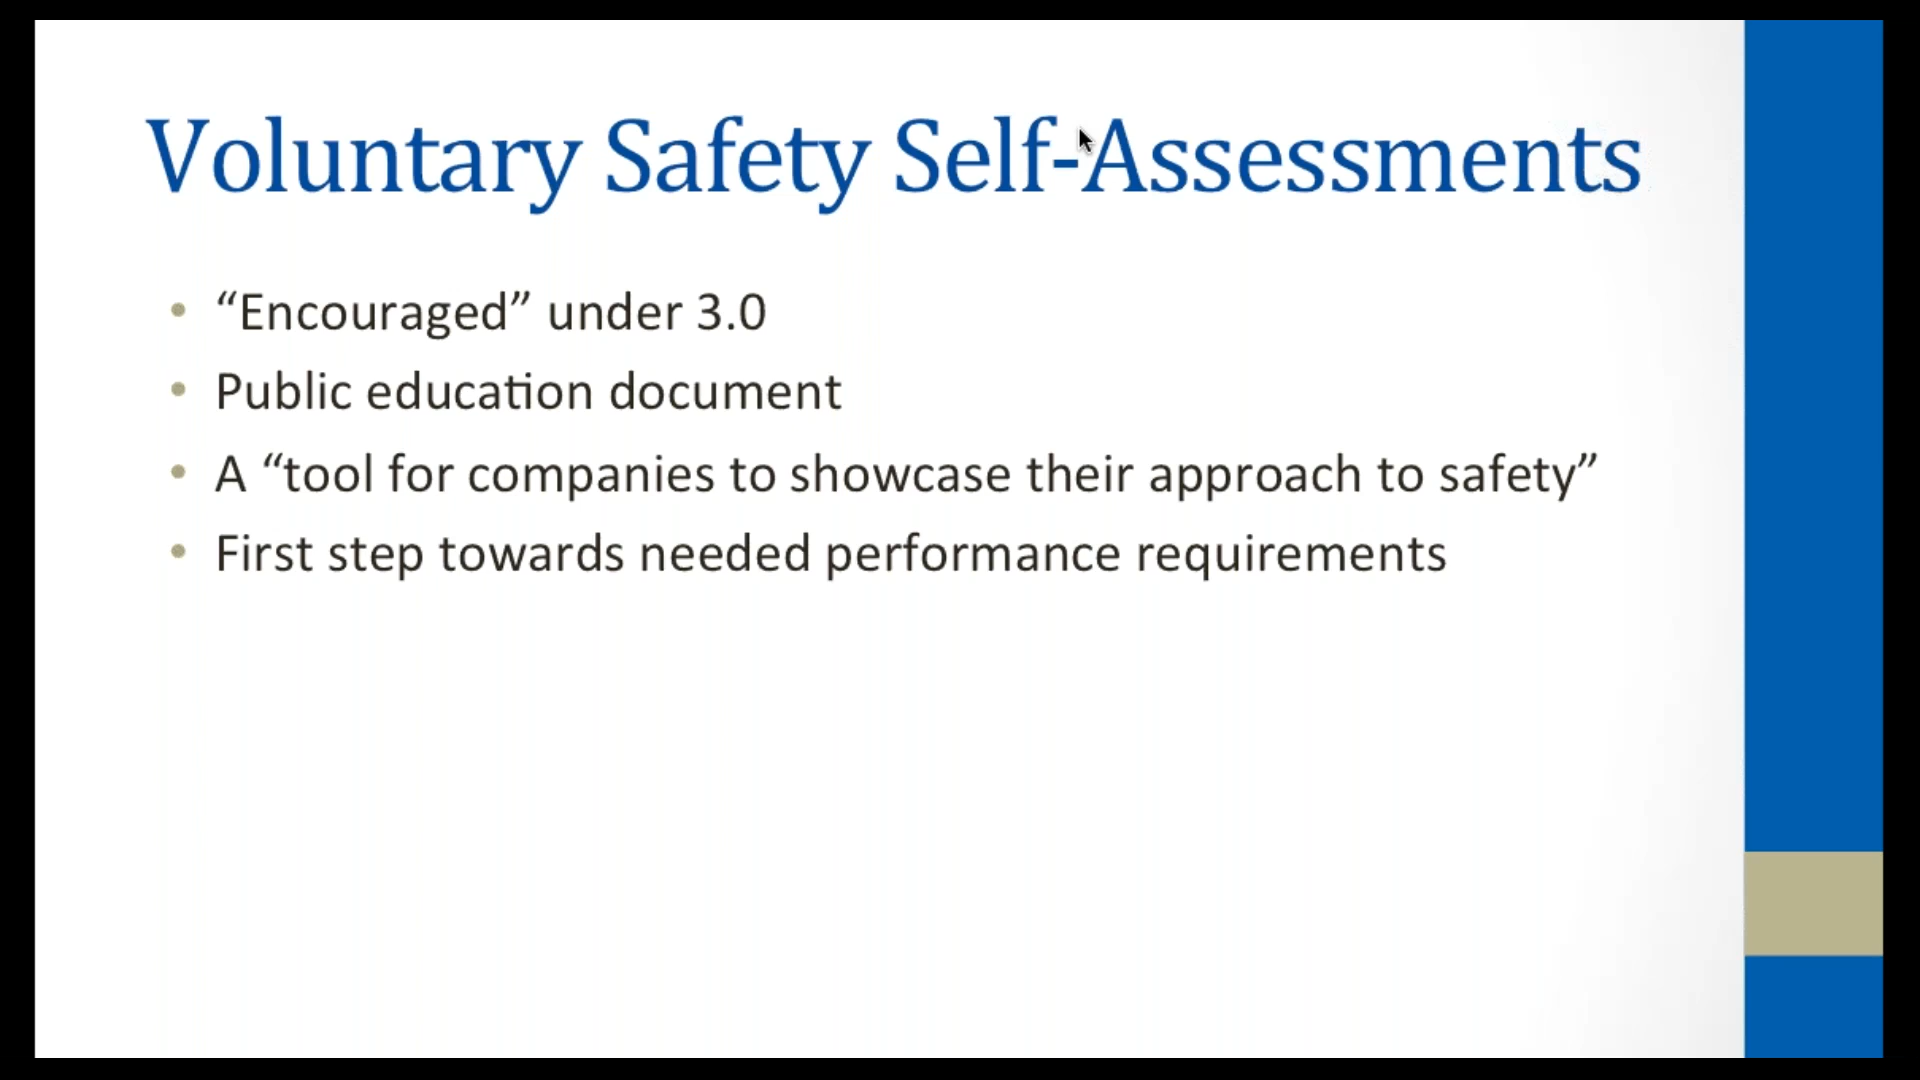 Voluntary Safety Self-Assessments
• “Encouraged” under 3.0
• Public education document
• A “tool for companies to showcase their approach to safety”
• First step towards needed performance requirements